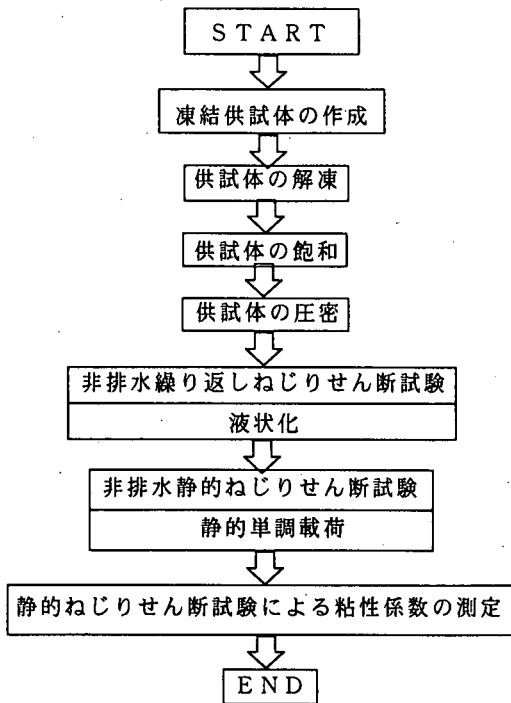 START
凍結供試体の作成
供試体の解凍
供試体の飽和
供試体の圧密
非排水繰り返しねじりせん断試験
液状化
非排水静的ねじりせん断試験
静的単調載荷
静的ねじりせん断試験による粘性係数の測定
END